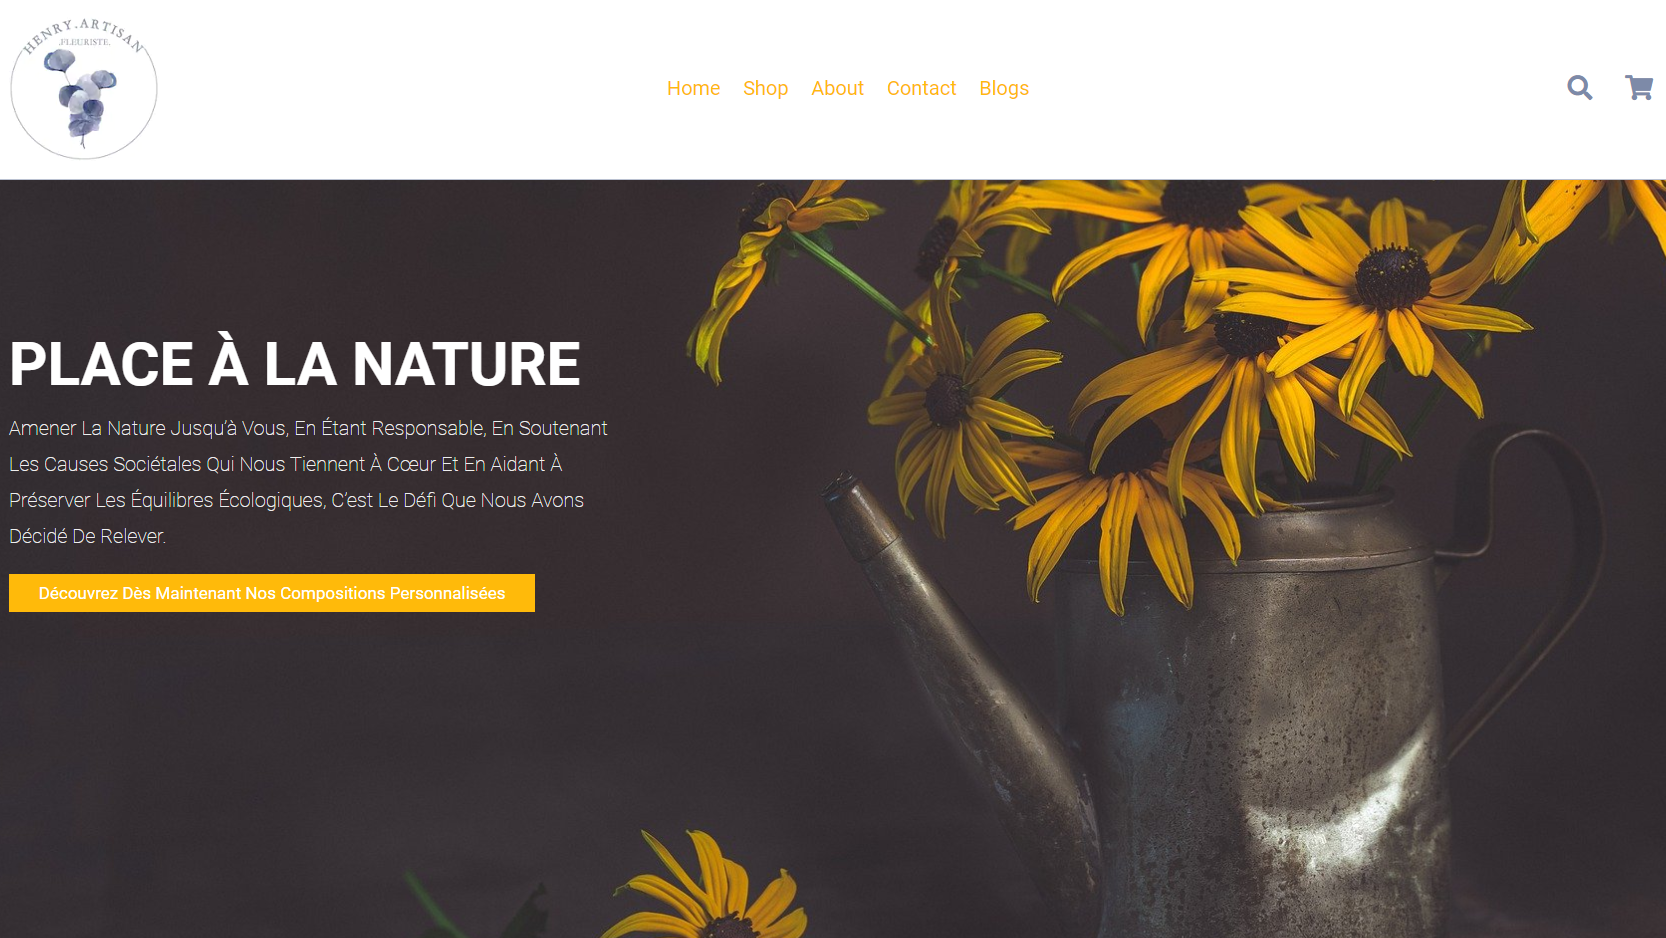 HENRY.ARTISAN
.FLEURISTE.
Home Shop About Contact Blogs
PLACE À LA NATURE
Amener La Nature Jusqu'à Vous, En Étant Responsable, En Soutenant
Les Causes Sociétales Qui Nous Tiennent À Cœur Et En Aidant À
Préserver Les Équilibres Écologiques, C'est Le Défi Que Nous Avons
Décidé De Relever.
Découvrez Dès Maintenant Nos Compositions Personnalisées